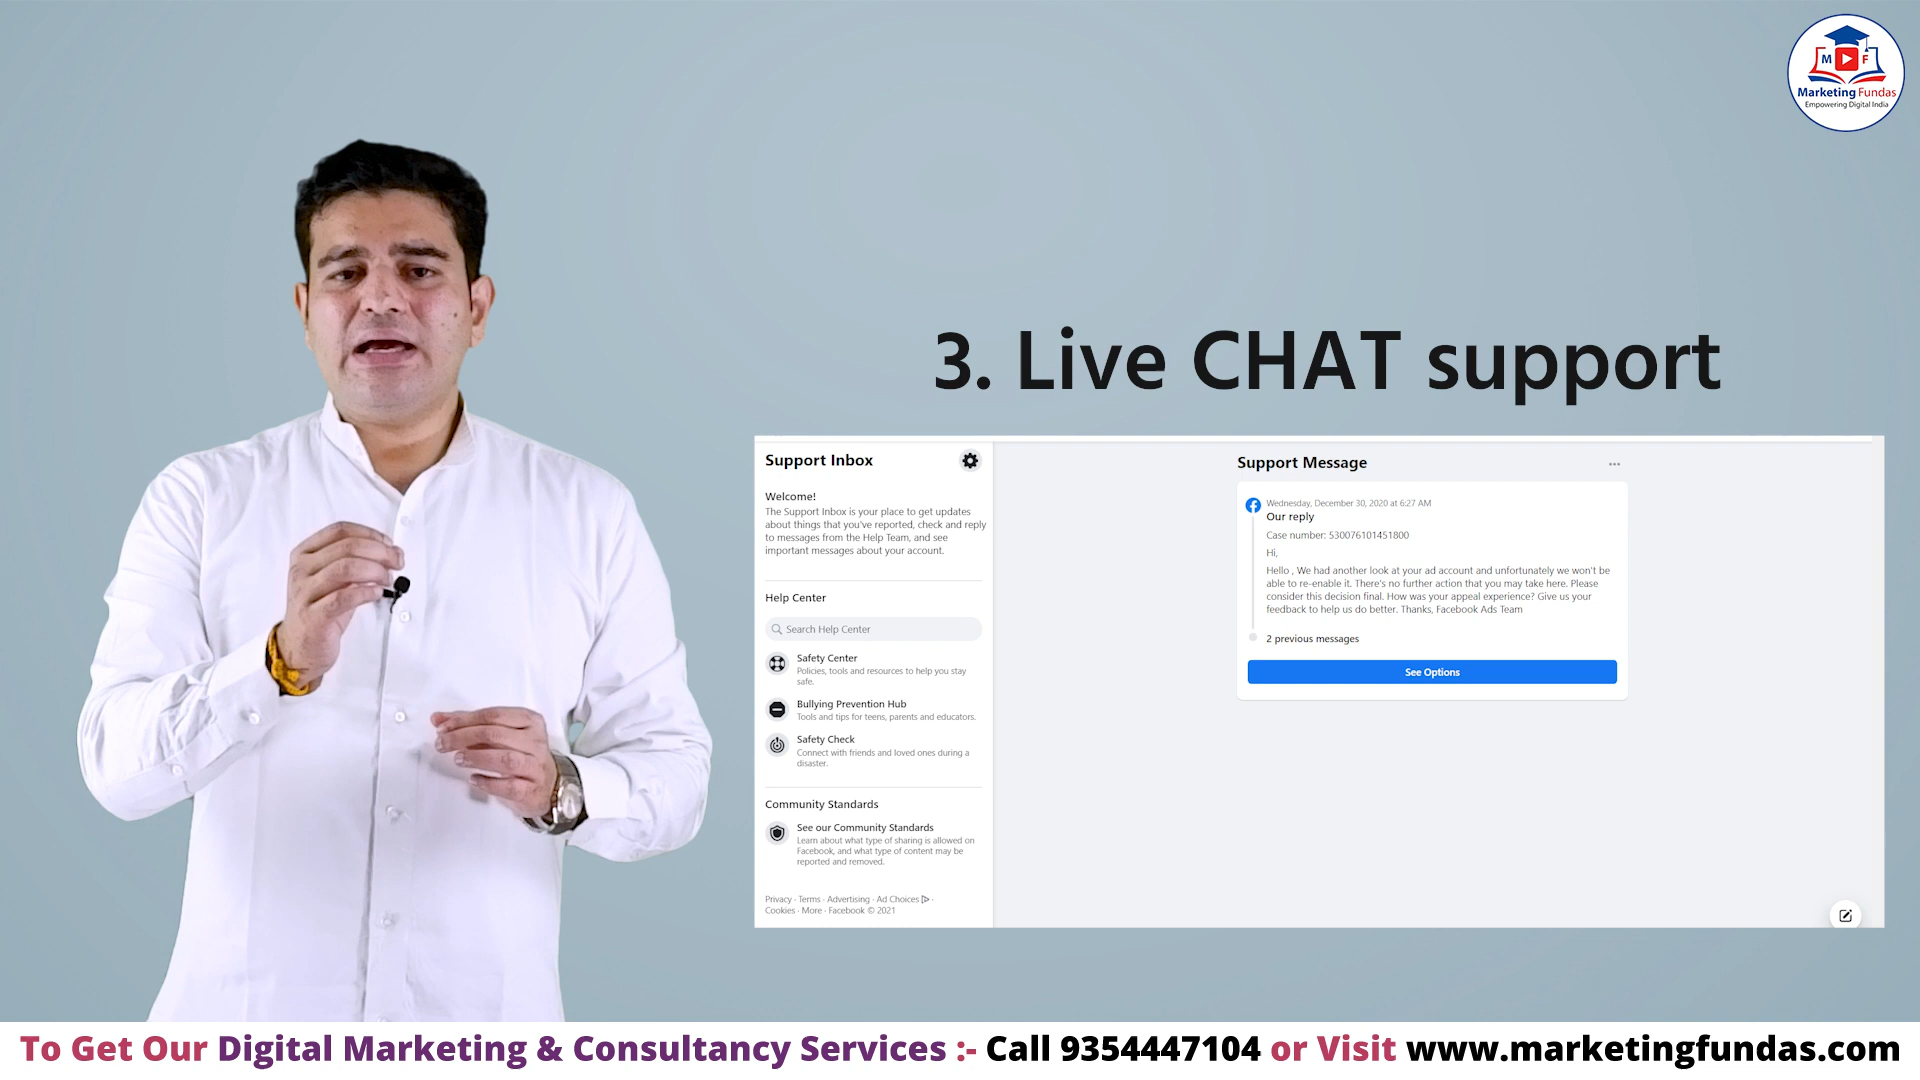 M F
Marketing Fundas
Empowering Digital India
3. Live CHAT support
Support Inbox
Welcome!
The Support Inbox is your place to get updates
about things that you've reported, check and reply
to messages from the Help Team, and see
important messages about your account.
Help Center
Search Help Center
Safety Center
Policies, tools and resources to help you stay
safe.
Bullying Prevention Hub
Tools and tips for teens, parents and educators.
Safety Check
Connect with friends and loved ones during a
disaster.
Community Standards
See our Community Standards
Learn about what type of sharing is allowed on
Facebook, and what type of content may be
reported and removed.
Privacy · Terms · Advertising · Ad Choices ·
Cookies · More · Facebook © 2021
Support Message
Wednesday, December 30, 2020 at 6:27 AM
Our reply
Case number: 530076101451800
Hi,
Hello , We had another look at your ad account and unfortunately we won't be
able to re-enable it. There's no further action that you may take here. Please
consider this decision final. How was your appeal experience? Give us your
feedback to help us do better. Thanks, Facebook Ads Team
2 previous messages
See Options
To Get Our Digital Marketing & Consultancy Services :- Call 9354447104 or Visit www.marketingfundas.com